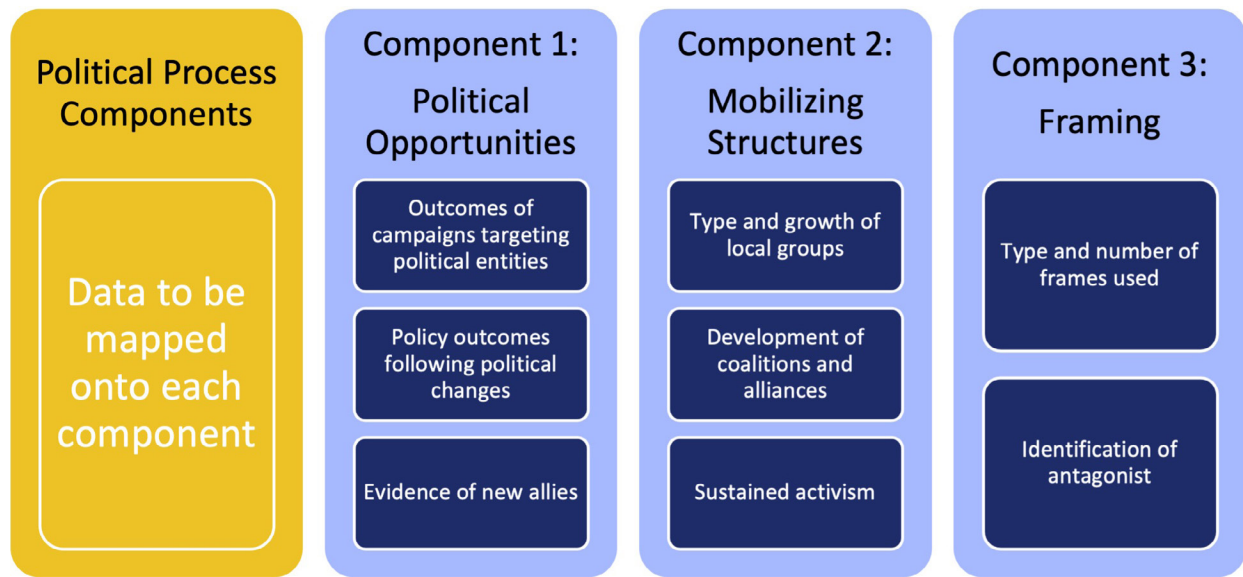 Political Process
Components
Data to be
mapped
onto each
component
Component 1:
Political
Opportunities
Outcomes of
campaigns targeting
political entities
Policy outcomes
following political
changes
Evidence of new allies
Component 2:
Mobilizing
Structures
Type and growth of
local groups
Development of
coalitions and
alliances
Sustained activism
Component 3:
Framing
Type and number of
frames used
Identification of
antagonist